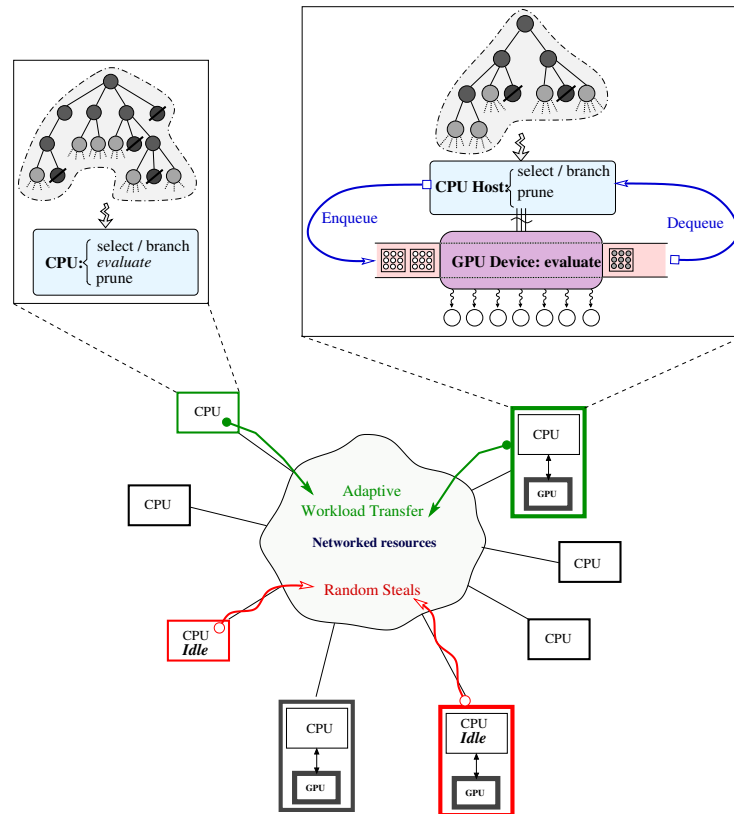 CPU:
select / branch
evaluate
prune
CPU Host:
select / branch
prune
Enqueue
Dequeue
GPU Device: evaluate
CPU
CPU
GPU
Adaptive
Workload Transfer
CPU
Networked resources
CPU
Random Steals
CPU
Idle
CPU
CPU
GPU
CPU
Idle
GPU